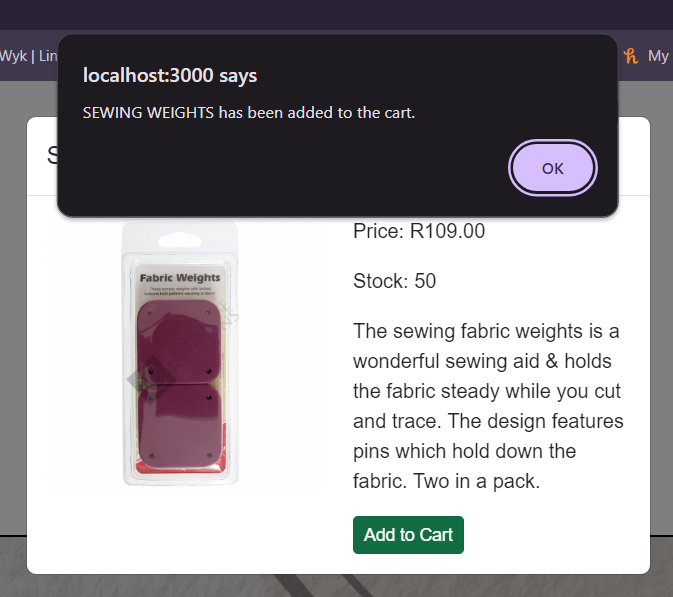 Wyk | Lin
My
localhost:3000 says
SEWING WEIGHTS has been added to the cart.
OK
S
Price: R109.00
Stock: 50
The sewing fabric weights is a
wonderful sewing aid & holds
the fabric steady while you cut
and trace. The design features
pins which hold down the
fabric. Two in a pack.
Add to Cart
Fabric Weights